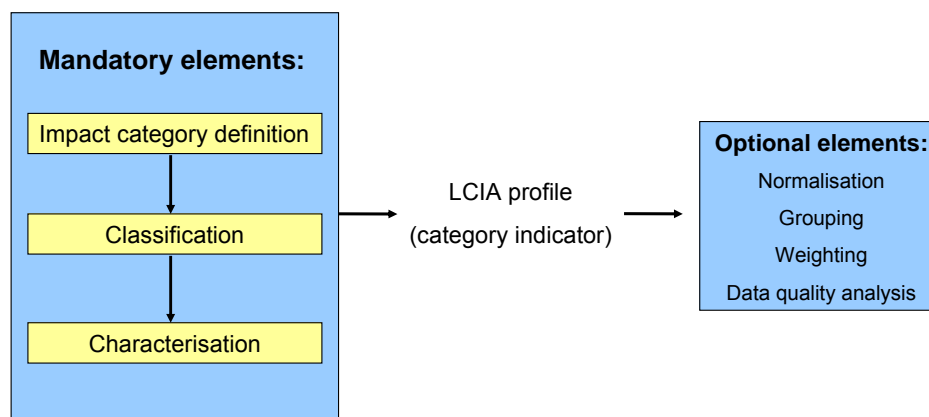 Mandatory elements:
Impact category definition
Classification
Characterisation
LCIA profile
(category indicator)
Optional elements:
Normalisation
Grouping
Weighting
Data quality analysis